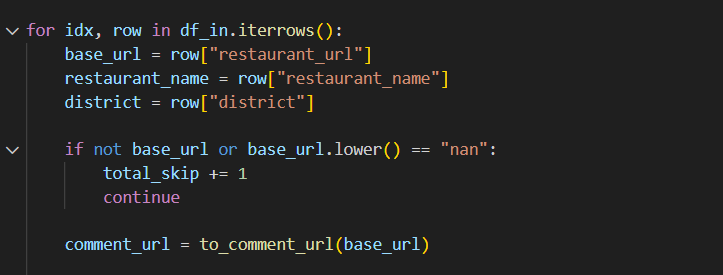 for idx, row in df_in.iterrows():
    base_url = row["restaurant_url"]
    restaurant_name = row["restaurant_name"]
    district = row["district"]

    if not base_url or base_url.lower() == "nan":
        total_skip += 1
        continue

    comment_url = to_comment_url(base_url)